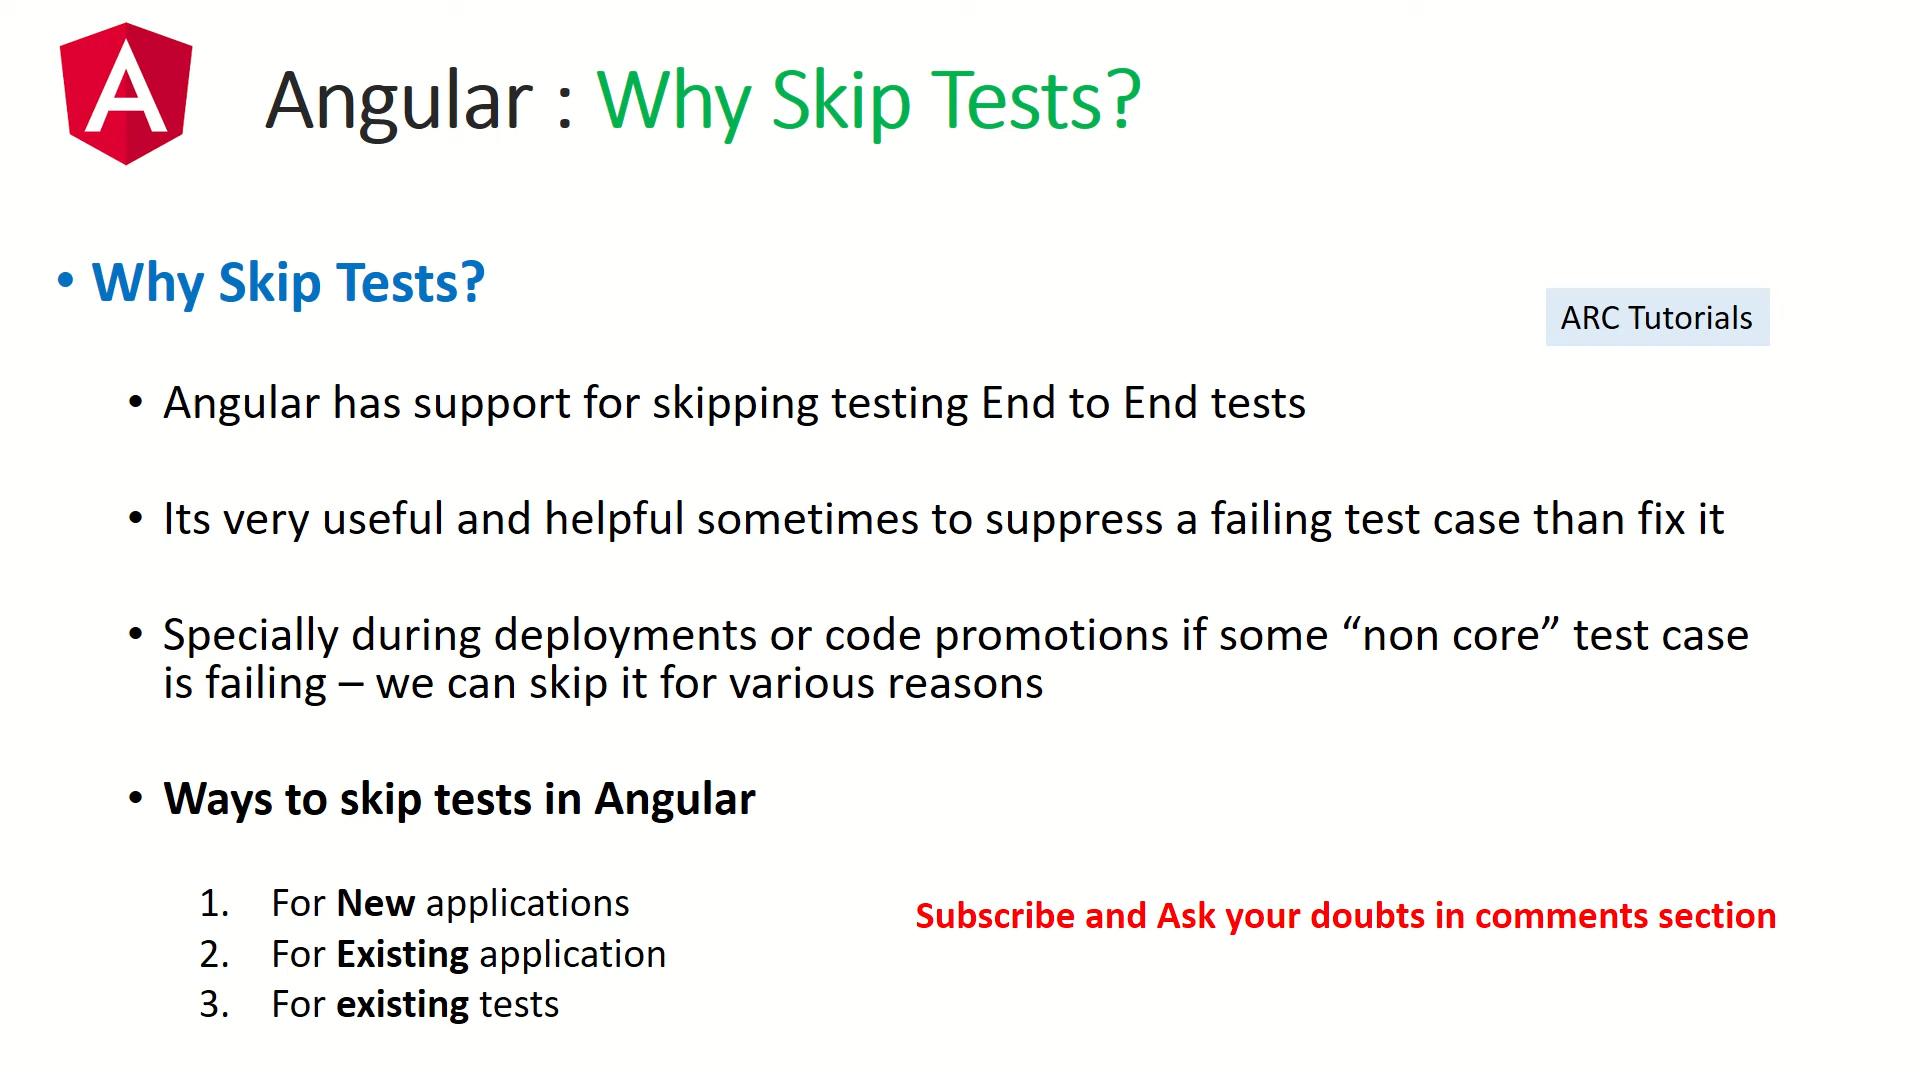 Angular : Why Skip Tests?
• Why Skip Tests?
ARC Tutorials
• Angular has support for skipping testing End to End tests
• Its very useful and helpful sometimes to suppress a failing test case than fix it
• Specially during deployments or code promotions if some “non core” test case
is failing – we can skip it for various reasons
• Ways to skip tests in Angular
1. For New applications
Subscribe and Ask your doubts in comments section
2. For Existing application
3. For existing tests